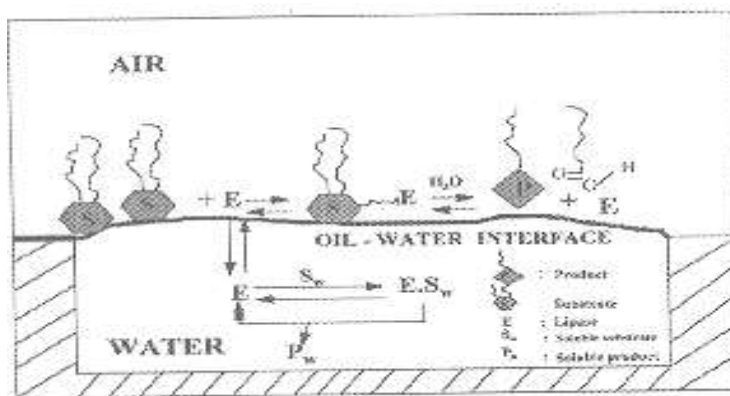 AIR
S S + E S E H₂O P + O O H E
OIL - WATER INTERFACE
E Sw E.Sw
WATER Pw
: Product
: Substrate
E : Lipase
Sw : Soluble substrate
Pw : Soluble product